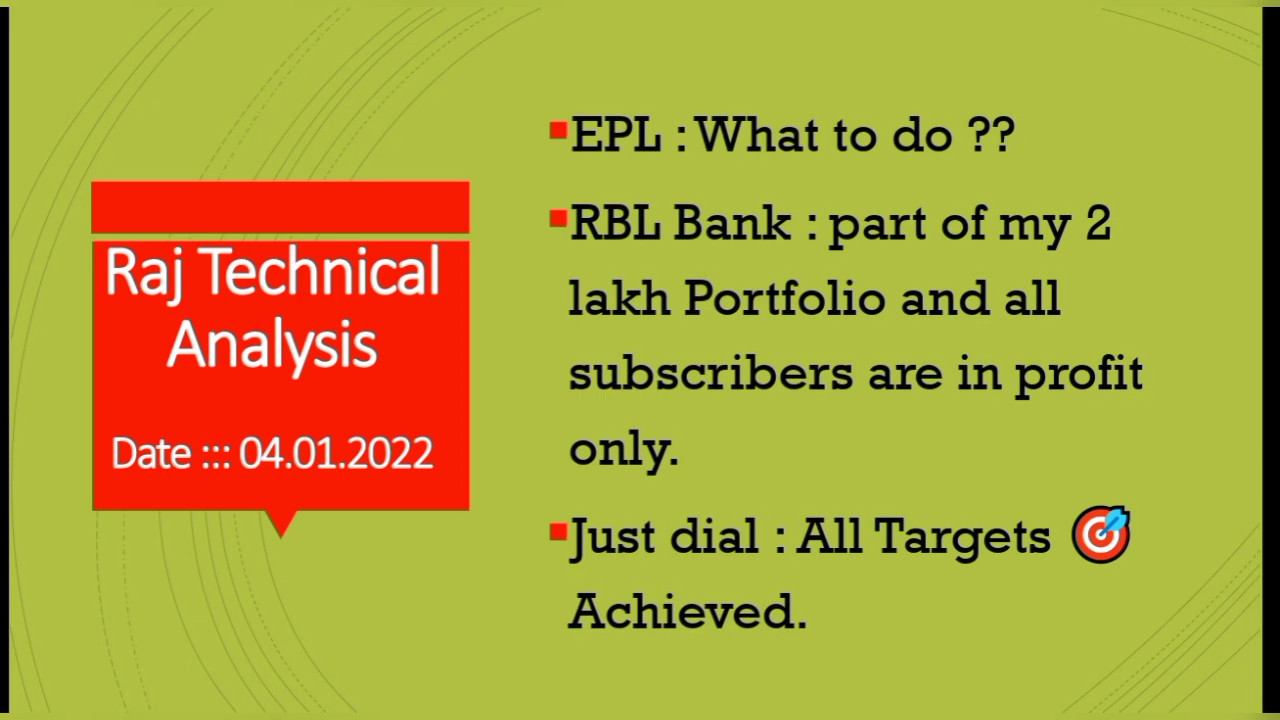 Raj Technical
Analysis
Date ::: 04.01.2022
EPL : What to do ??
RBL Bank : part of my 2
lakh Portfolio and all
subscribers are in profit
only.
Just dial : All Targets 🎯
Achieved.